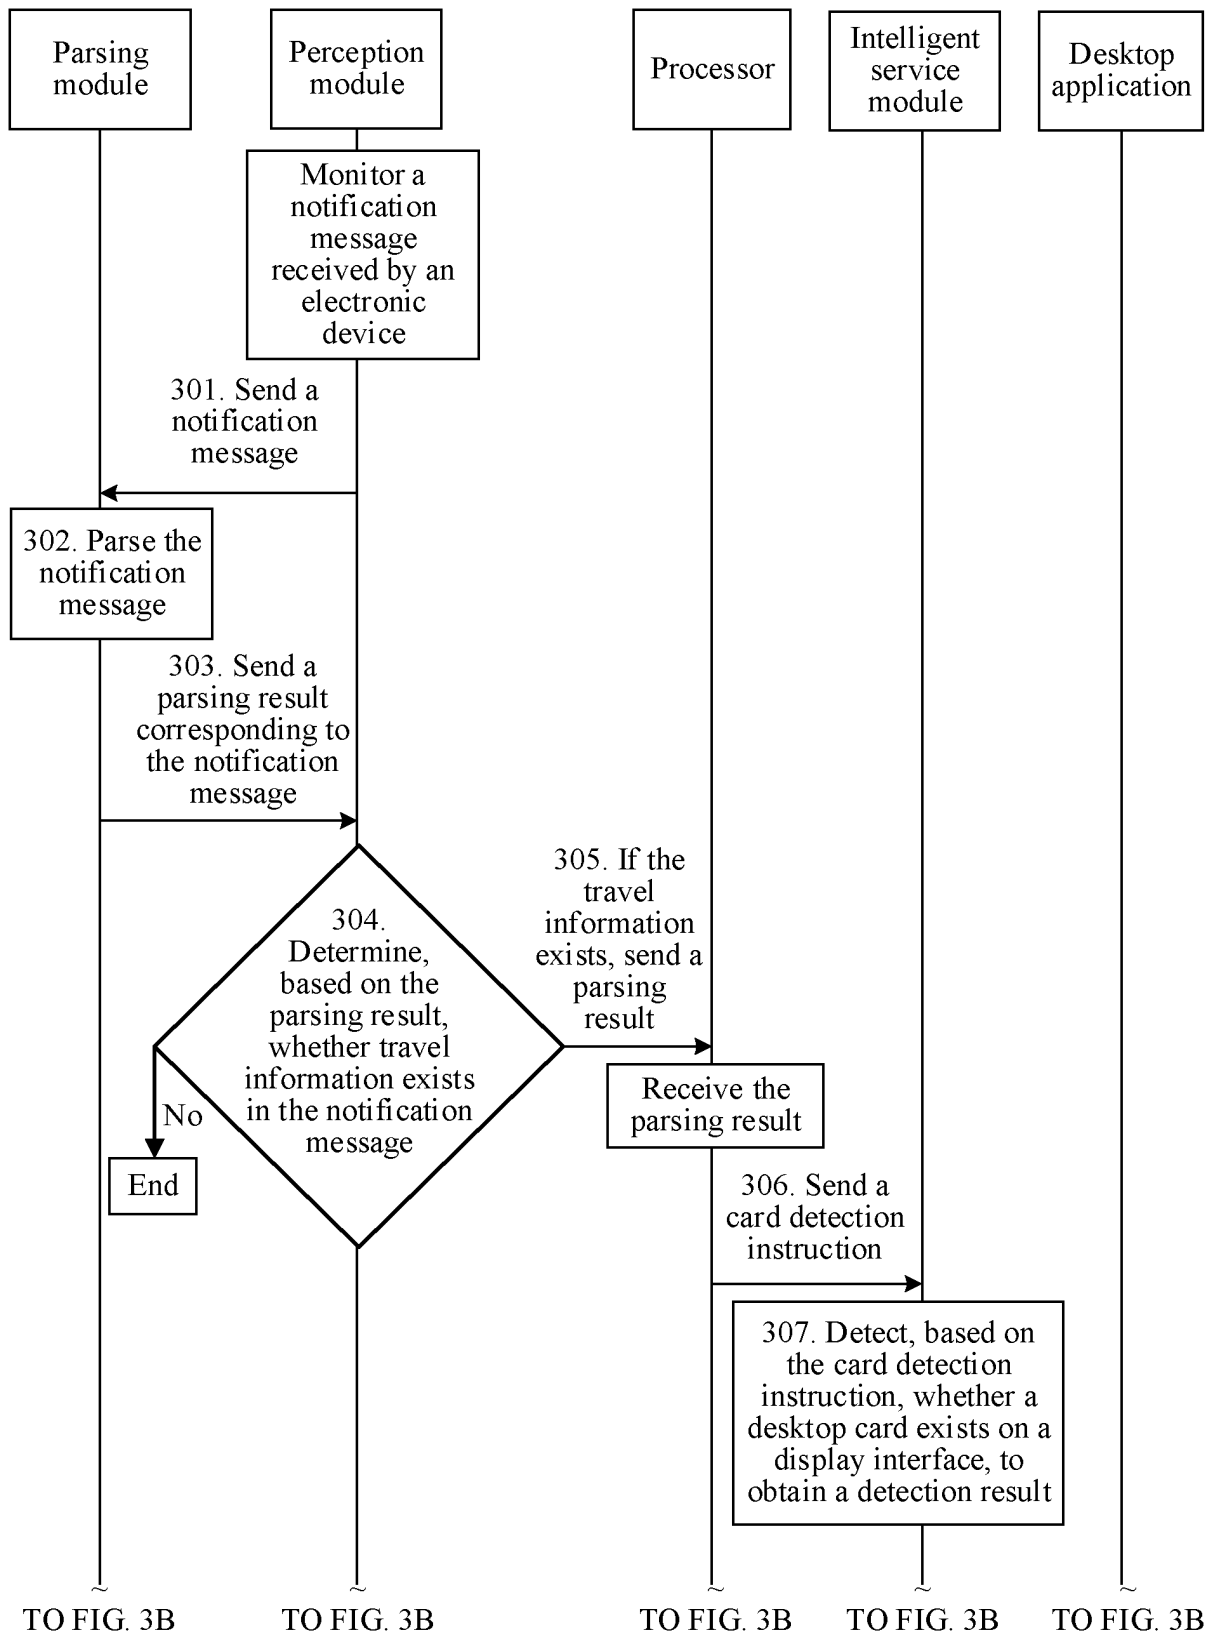 Parsing
module
Perception
module
Processor
Intelligent
service
module
Desktop
application
Monitor a
notification
message
received by an
electronic
device
301. Send a
notification
message
302. Parse the
notification
message
303. Send a
parsing result
corresponding to
the notification
message
304.
Determine,
based on the
parsing result,
whether travel
information exists
in the notification
message
No
End
305. If the
travel
information
exists, send a
parsing
result
Receive the
parsing result
306. Send a
card detection
instruction
307. Detect, based on
the card detection
instruction, whether a
desktop card exists on a
display interface, to
obtain a detection result
~
TO FIG. 3B
~
TO FIG. 3B
~
TO FIG. 3B
~
TO FIG. 3B
~
TO FIG. 3B